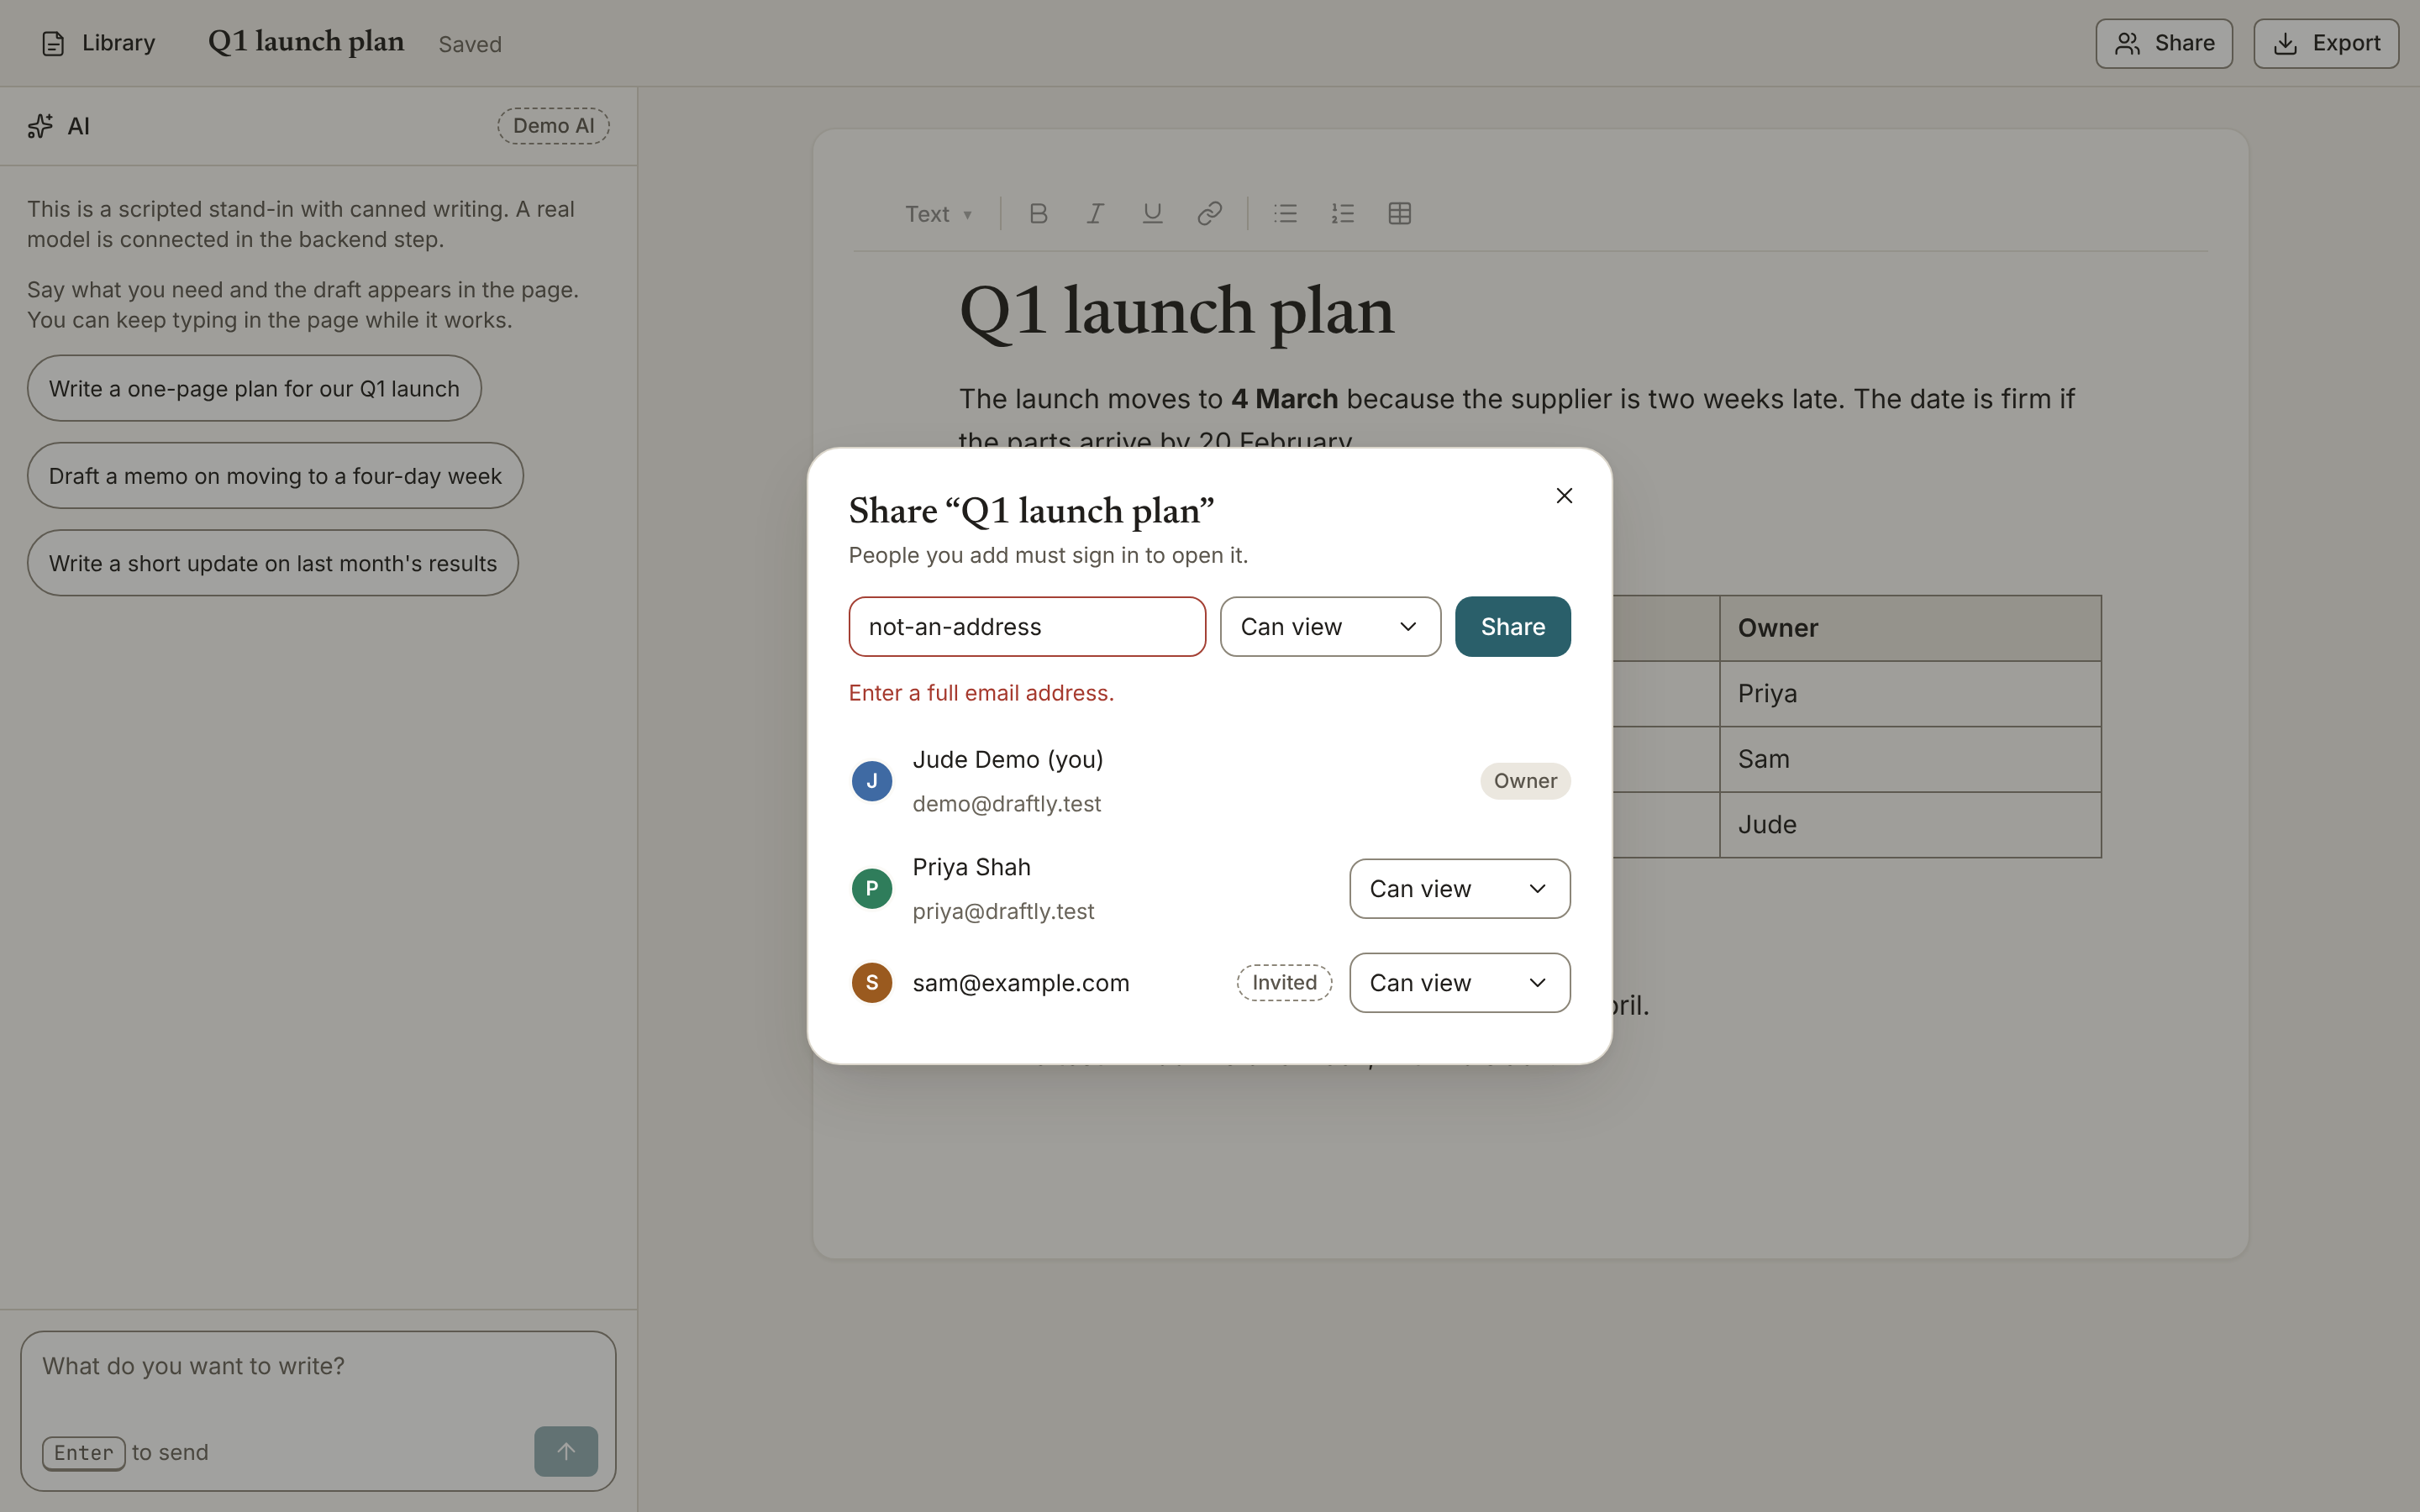 Library
Q1 launch plan
Saved
Share
Export
AI
Demo AI
This is a scripted stand-in with canned writing. A real
model is connected in the backend step.
Say what you need and the draft appears in the page.
You can keep typing in the page while it works.
Write a one-page plan for our Q1 launch
Draft a memo on moving to a four-day week
Write a short update on last month's results
What do you want to write?
Enter to send
Text
Q1 launch plan
The launch moves to 4 March because the supplier is two weeks late. The date is firm if
the parts arrive by 20 February
Owner
Priya
Sam
Jude
Share “Q1 launch plan”
People you add must sign in to open it.
not-an-address
Can view
Share
Enter a full email address.
J
Jude Demo (you)
demo@draftly.test
Owner
P
Priya Shah
priya@draftly.test
Can view
S
sam@example.com
Invited
Can view